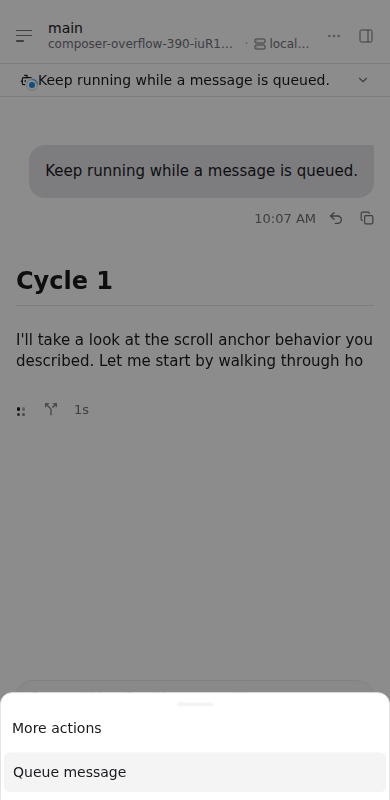 main
composer-overflow-390-iuR1... · local...
Keep running while a message is queued.
Keep running while a message is queued.
10:07 AM
Cycle 1
I'll take a look at the scroll anchor behavior you
described. Let me start by walking through ho
1s
More actions
Queue message